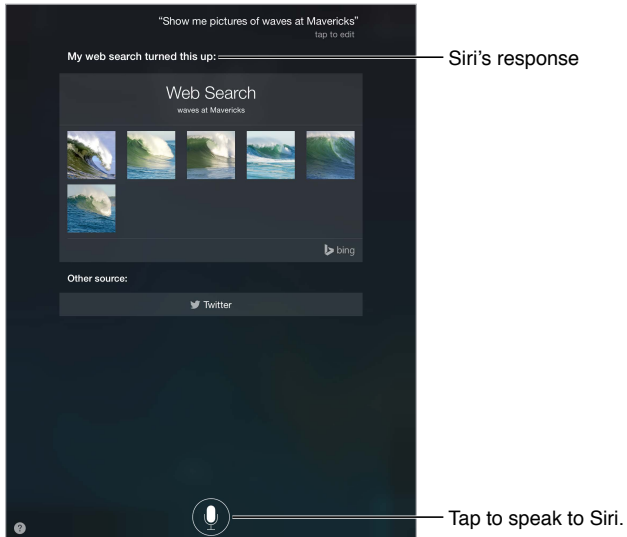 “Show me pictures of waves at Mavericks”
tap to edit
My web search turned this up:
Siri’s response
Web Search
waves at Mavericks
bing
Other source:
Twitter
Tap to speak to Siri.
?